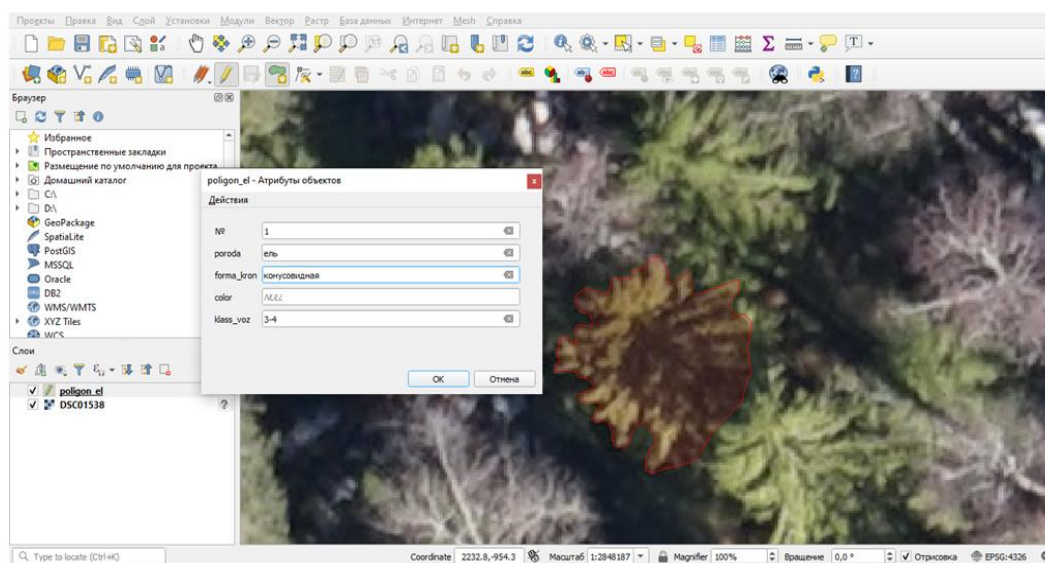 Проекты Правка Вид Слой Установки Модули Вектор Растр База данных Интернет Mesh Справка
Браузер
Избранное
Пространственные закладки
Размещение по умолчанию для проекта
Домашний каталог
C:\
D:\
GeoPackage
SpatiaLite
PostGIS
MSSQL
Oracle
DB2
WMS/WMTS
XYZ Tiles
WCS
Слои
poligon_el
DSC01538
poligon_el - Атрибуты объектов
Действия
№ 1
poroda ель
forma_kron конусовидная
color NULL
klass_voz 3-4
OK Отмена
Type to locate (Ctrl+K) Coordinate 2232.8,-954.3 Масштаб 1:2848187 Magnifier 100% Вращение 0,0 ° Отрисовка EPSG:4326